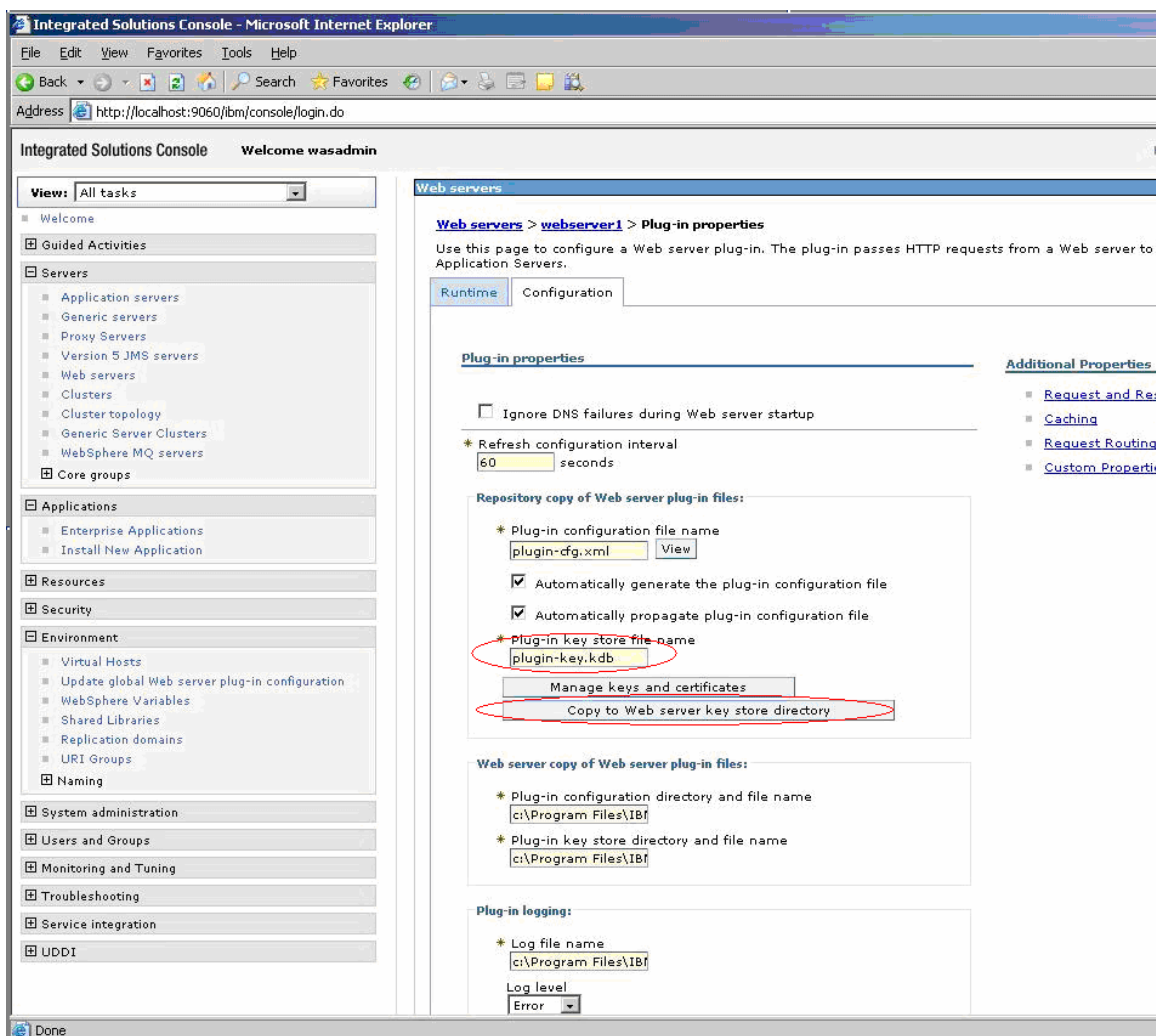 Integrated Solutions Console - Microsoft Internet Explorer
File Edit View Favorites Tools Help
Back Search Favorites
Address http://localhost:9060/ibm/console/login.do
Integrated Solutions Console Welcome wasadmin
View: All tasks
Welcome
Guided Activities
Servers
Application servers
Generic servers
Proxy Servers
Version 5 JMS servers
Web servers
Clusters
Cluster topology
Generic Server Clusters
WebSphere MQ servers
Core groups
Applications
Enterprise Applications
Install New Application
Resources
Security
Environment
Virtual Hosts
Update global Web server plug-in configuration
WebSphere Variables
Shared Libraries
Replication domains
URI Groups
Naming
System administration
Users and Groups
Monitoring and Tuning
Troubleshooting
Service integration
UDDI
Web servers
Web servers > webserver1 > Plug-in properties
Use this page to configure a Web server plug-in. The plug-in passes HTTP requests from a Web server to
Application Servers.
Runtime Configuration
Plug-in properties
Ignore DNS failures during Web server startup
* Refresh configuration interval
60 seconds
Repository copy of Web server plug-in files:
* Plug-in configuration file name
plugin-cfg.xml View
Automatically generate the plug-in configuration file
Automatically propagate plug-in configuration file
* Plug-in key store file name
plugin-key.kdb
Manage keys and certificates
Copy to Web server key store directory
Web server copy of Web server plug-in files:
* Plug-in configuration directory and file name
c:\Program Files\IBM
* Plug-in key store directory and file name
c:\Program Files\IBM
Plug-in logging:
* Log file name
c:\Program Files\IBM
Log level
Error
Additional Properties
Request and Res
Caching
Request Routing
Custom Properti
Done